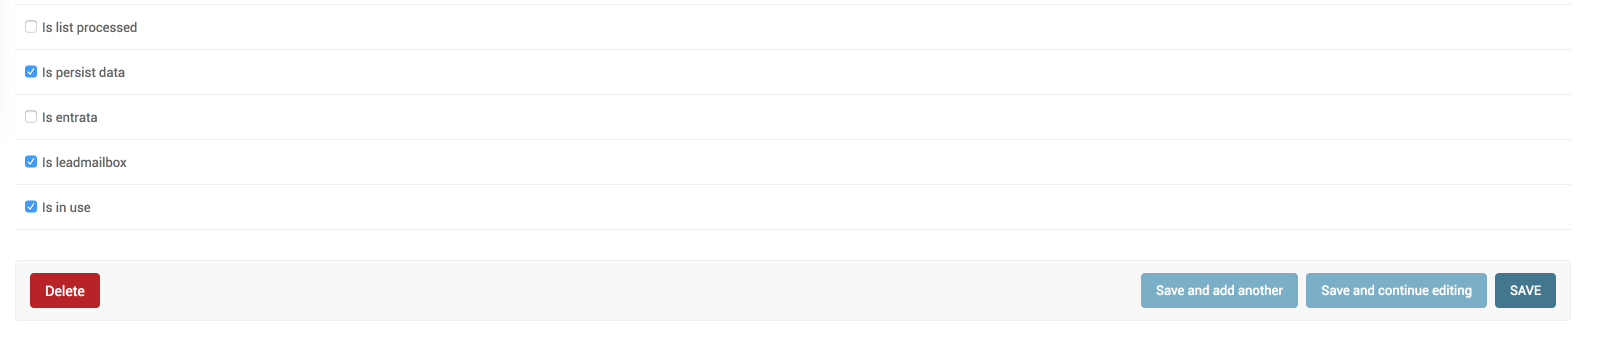 Is list processed
Is persist data
Is entrata
Is leadmailbox
Is in use
Delete Save and add another Save and continue editing SAVE